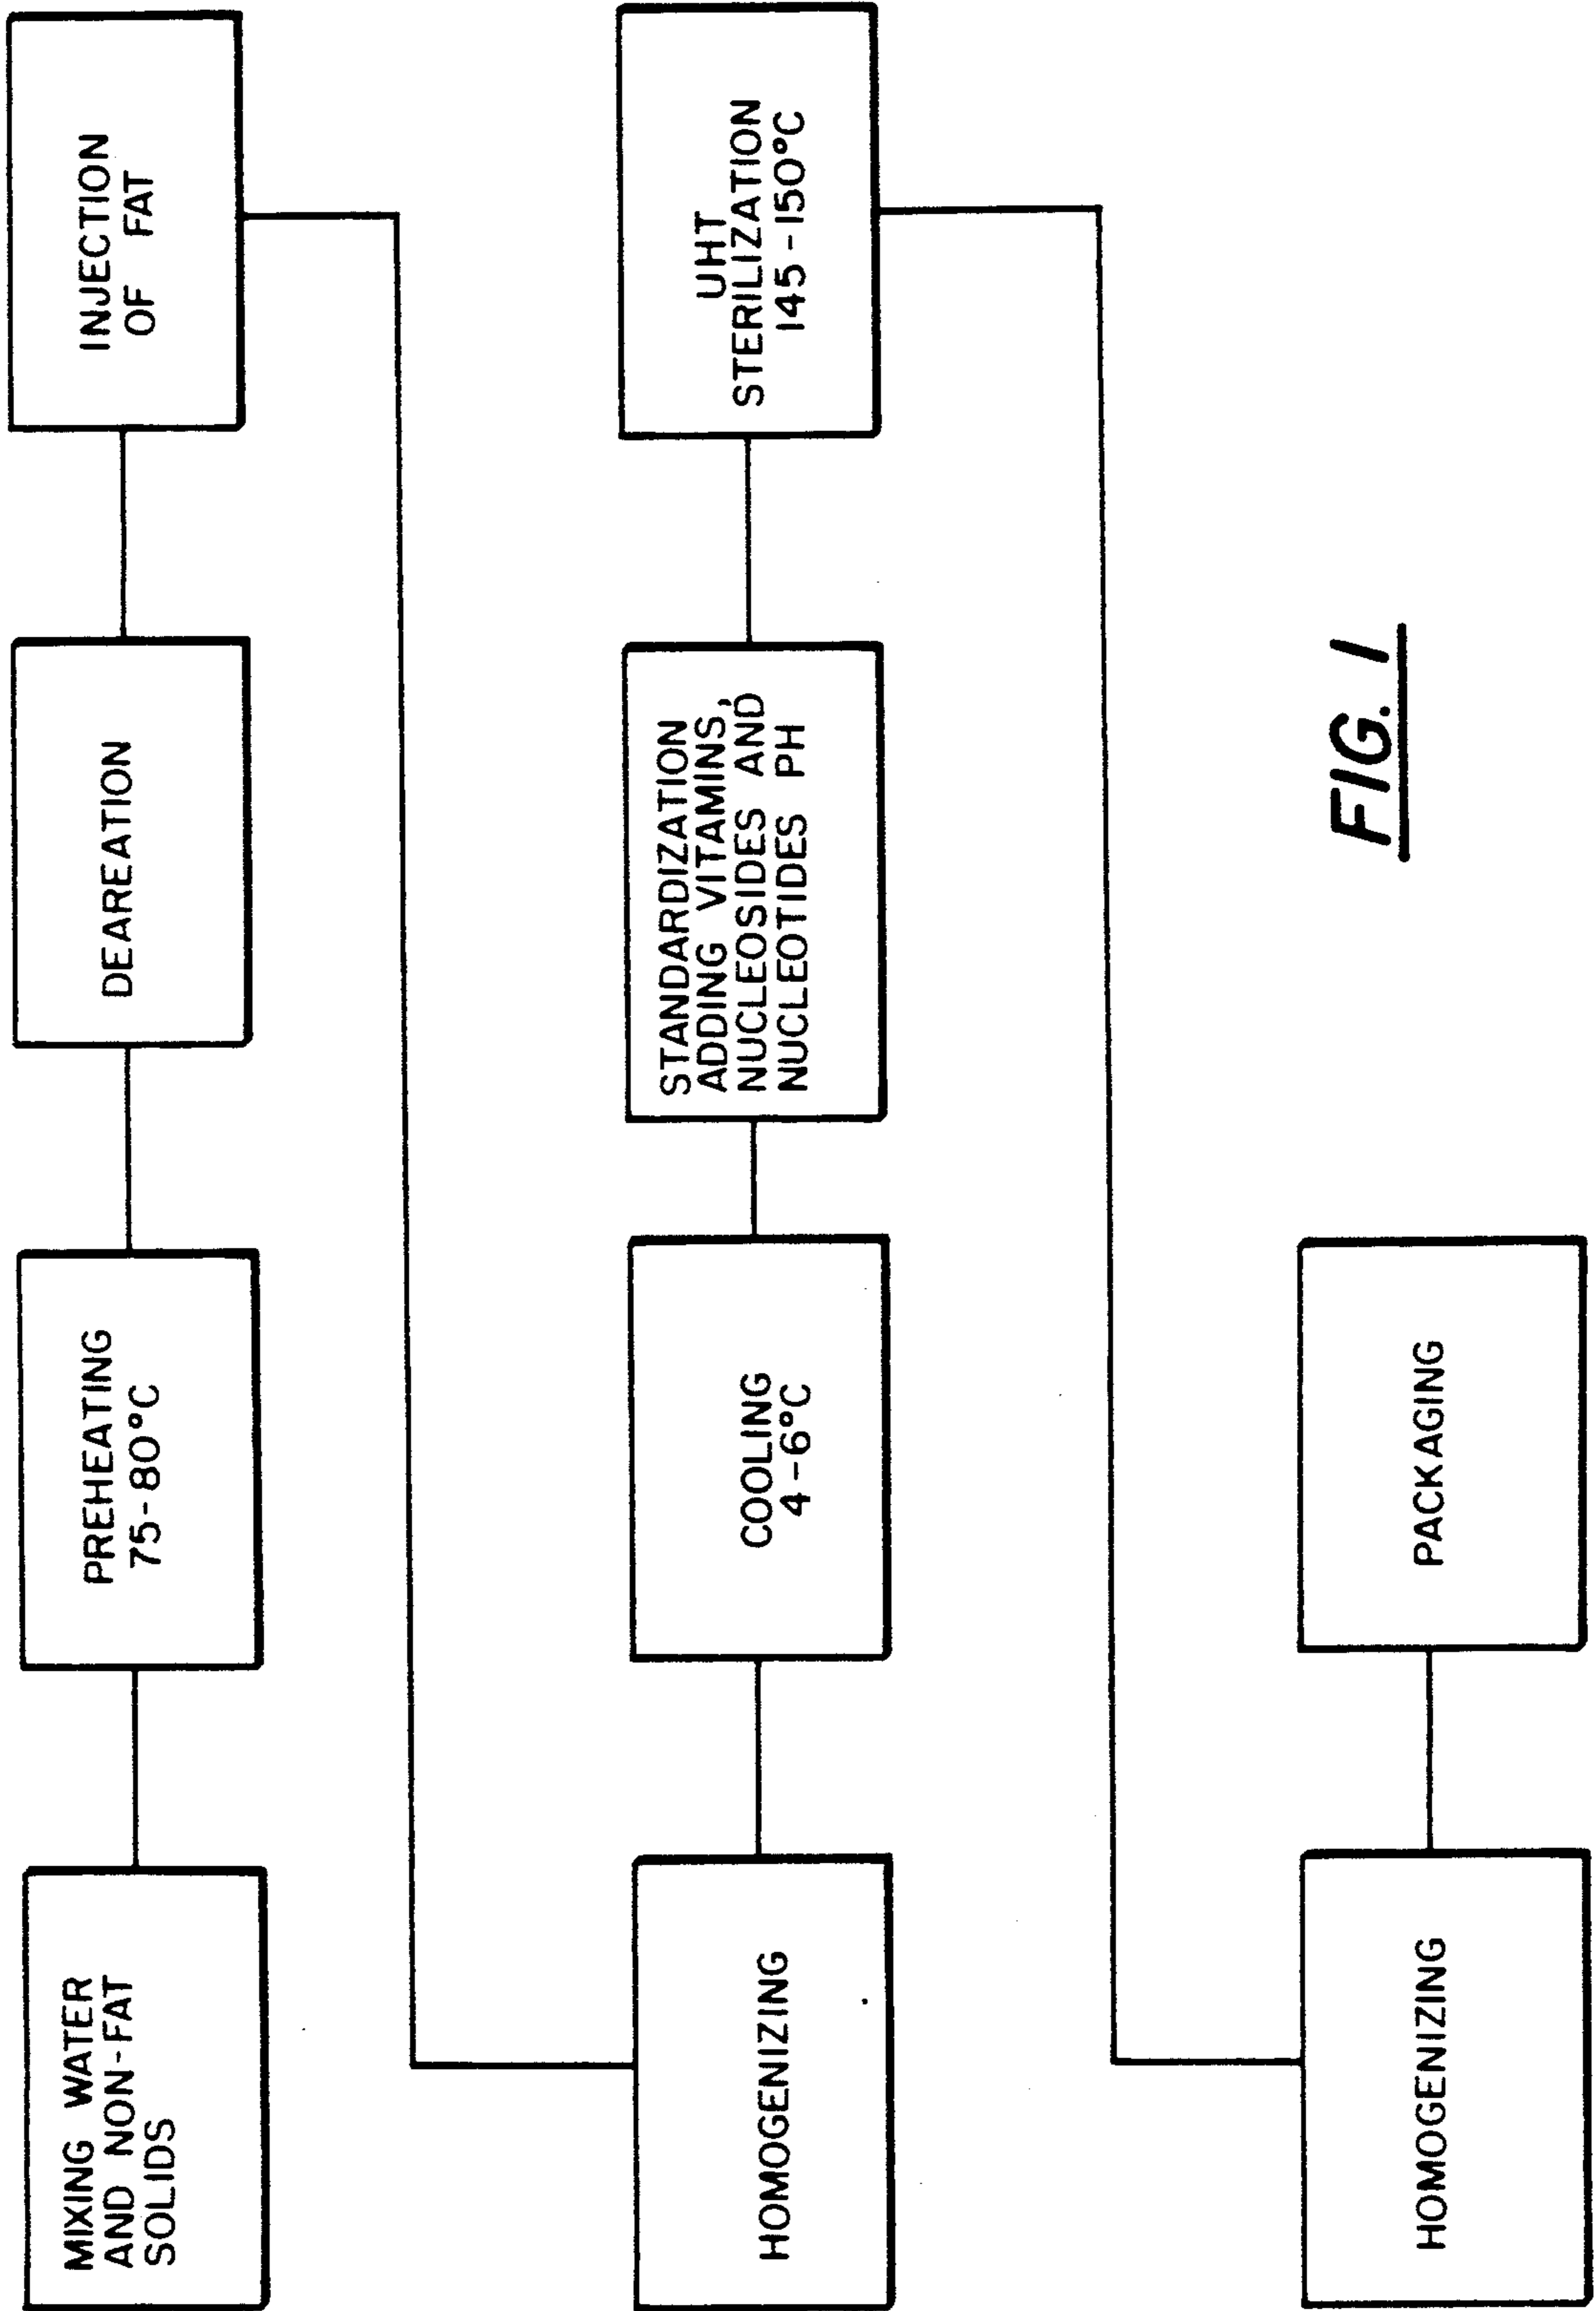 MIXING WATER
AND NON-FAT
SOLIDS
PREHEATING
75-80°C
DEAREATION
INJECTION
OF FAT
HOMOGENIZING
COOLING
4-6°C
STANDARDIZATION
ADDING VITAMINS,
NUCLEOSIDES AND
NUCLEOTIDES PH
UHT
STERILIZATION
145-150°C
HOMOGENIZING
PACKAGING
FIG. 1